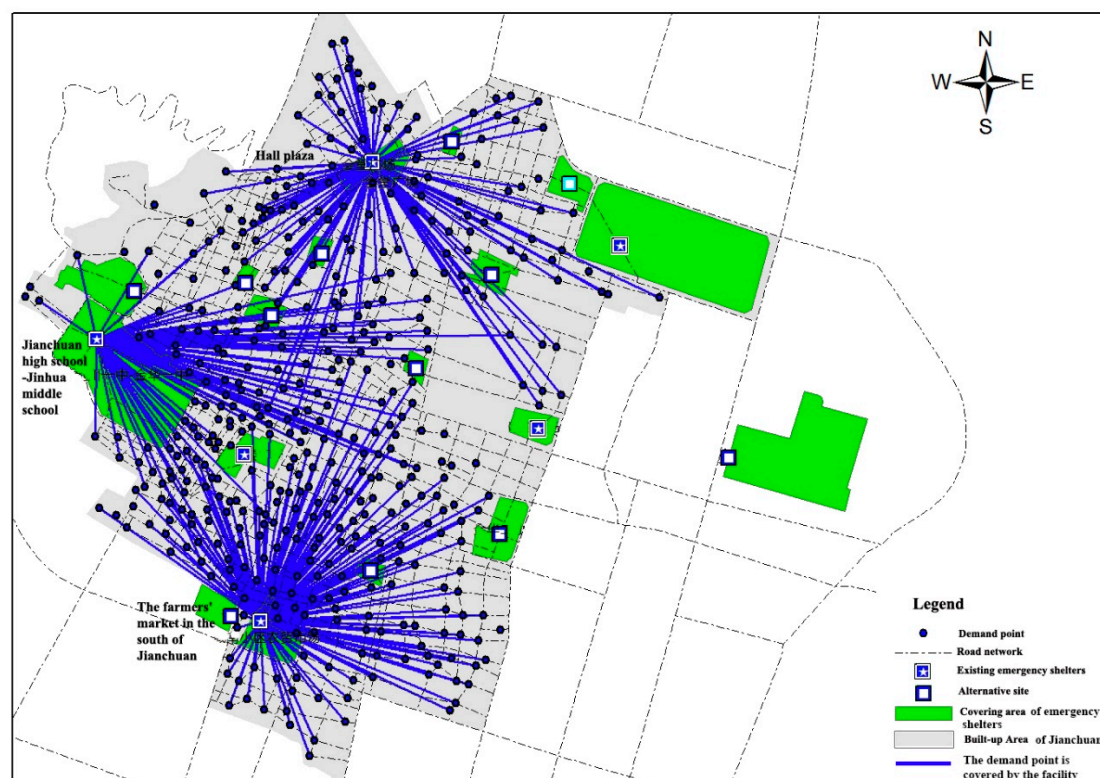 N
W
E
S
Hall plaza
Jianchuan
high school
-Jinhua
middle
school
The farmers'
market in the
south of
Jianchuan
Legend
Demand point
Road network
Existing emergency shelters
Alternative site
Covering area of emergency
shelters
Built-up Area of Jianchuan
The demand point is
covered by the facility